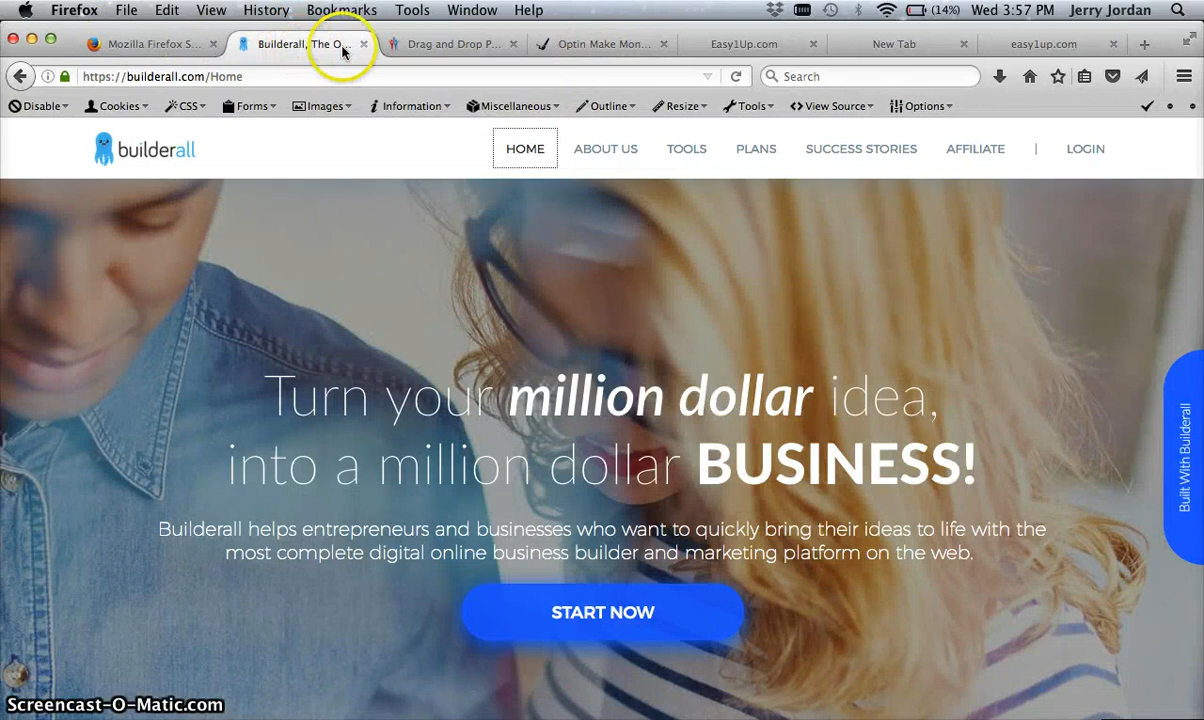 Firefox File Edit View History Bookmarks Tools Window Help (14%) Wed 3:57 PM Jerry Jordan
Mozilla Firefox S... Builderall, The O... Drag and Drop P... Optin Make Mon... Easy1Up.com New Tab easy1up.com
https://builderall.com/Home Search
Disable Cookies CSS Forms Images Information Miscellaneous Outline Resize Tools View Source Options
builderall HOME ABOUT US TOOLS PLANS SUCCESS STORIES AFFILIATE | LOGIN
Turn your million dollar idea,
into a million dollar BUSINESS!
Built With Builderall
Builderall helps entrepreneurs and businesses who want to quickly bring their ideas to life with the
most complete digital online business builder and marketing platform on the web.
START NOW
Screencast-O-Matic.com